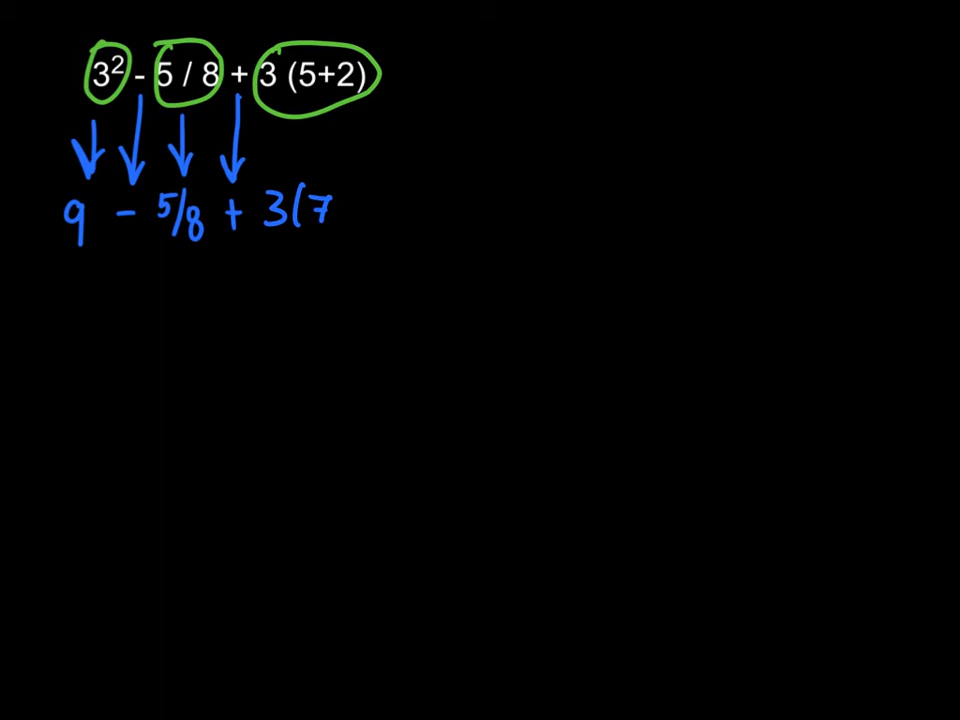 3² - 5 / 8 + 3 (5+2)
9 - 5/8 + 3(7